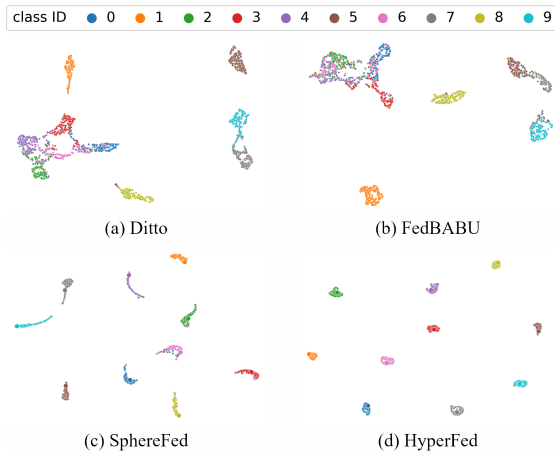 class ID 0 1 2 3 4 5 6 7 8 9
(a) Ditto (b) FedBABU
(c) SphereFed (d) HyperFed